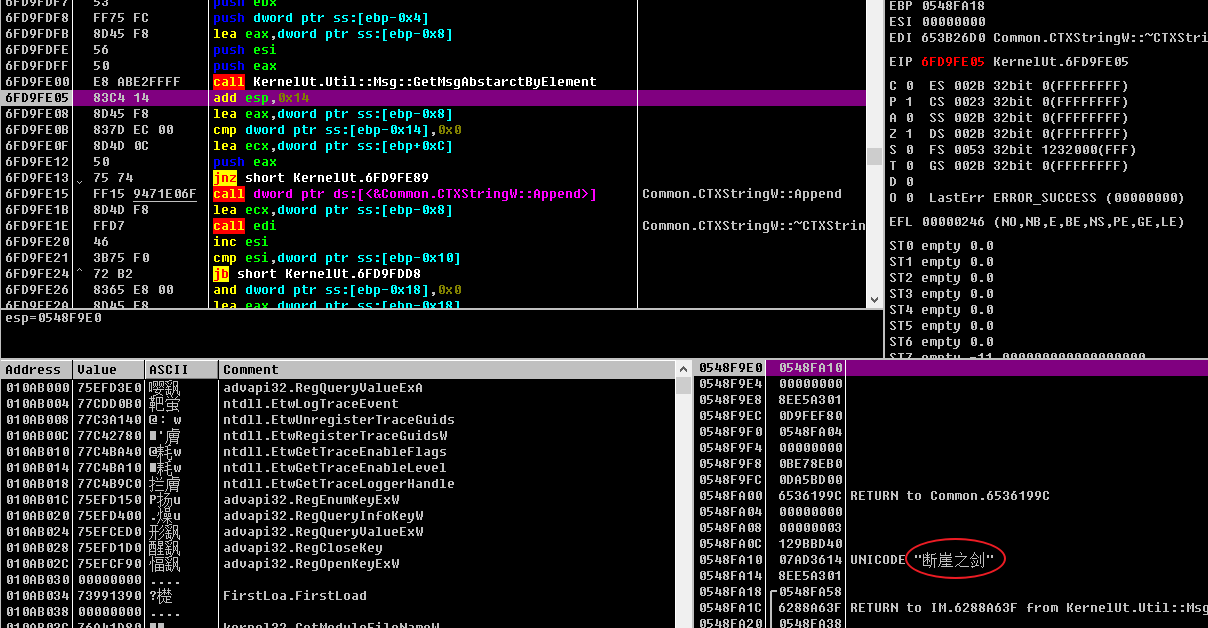 6FD9FDF7 53 push ebx
6FD9FDF8 FF75 FC push dword ptr ss:[ebp-0x4]
6FD9FDFB 8D45 F8 lea eax,dword ptr ss:[ebp-0x8]
6FD9FDFE 56 push esi
6FD9FDFF 50 push eax
6FD9FE00 E8 ABE2FFFF call KernelUt.Util::Msg::GetMsgAbstarctByElement
6FD9FE05 83C4 14 add esp,0x14
6FD9FE08 8D45 F8 lea eax,dword ptr ss:[ebp-0x8]
6FD9FE0B 837D EC 00 cmp dword ptr ss:[ebp-0x14],0x0
6FD9FE0F 8D4D 0C lea ecx,dword ptr ss:[ebp+0xC]
6FD9FE12 50 push eax
6FD9FE13 75 74 jnz short KernelUt.6FD9FE89
6FD9FE15 FF15 9471E06F call dword ptr ds:[<&Common.CTXStringW::Append>] Common.CTXStringW::Append
6FD9FE1B 8D4D F8 lea ecx,dword ptr ss:[ebp-0x8]
6FD9FE1E FFD7 call edi Common.CTXStringW::~CTXStrin
6FD9FE20 46 inc esi
6FD9FE21 3B75 F0 cmp esi,dword ptr ss:[ebp-0x10]
6FD9FE24 ^ 72 B2 jb short KernelUt.6FD9FDD8
6FD9FE26 8365 E8 00 and dword ptr ss:[ebp-0x18],0x0
6FD9FE2A 8D45 E8 lea eax,dword ptr ss:[ebp-0x18]
esp=0548F9E0
EBP 0548FA18
ESI 00000000
EDI 653B26D0 Common.CTXStringW::~CTXStri
EIP 6FD9FE05 KernelUt.6FD9FE05
C 0 ES 002B 32bit 0(FFFFFFFF)
P 1 CS 0023 32bit 0(FFFFFFFF)
A 0 SS 002B 32bit 0(FFFFFFFF)
Z 1 DS 002B 32bit 0(FFFFFFFF)
S 0 FS 0053 32bit 1232000(FFF)
T 0 GS 002B 32bit 0(FFFFFFFF)
D 0
O 0 LastErr ERROR_SUCCESS (00000000)
EFL 00000246 (NO,NB,E,BE,NS,PE,GE,LE)
ST0 empty 0.0
ST1 empty 0.0
ST2 empty 0.0
ST3 empty 0.0
ST4 empty 0.0
ST5 empty 0.0
ST6 empty 0.0
ST7 empty -11.000000000000000000
Address Value ASCII Comment
010AB000 75EFD3E0 advapi32.RegQueryValueExA
010AB004 77CDD0B0 ntdll.EtwLogTraceEvent
010AB008 77C3A140 @: w ntdll.EtwUnregisterTraceGuids
010AB00C 77C42780 ntdll.EtwRegisterTraceGuidsW
010AB010 77C4BA40 @耗w ntdll.EtwGetTraceEnableFlags
010AB014 77C4BA10 ■耗w ntdll.EtwGetTraceEnableLevel
010AB018 77C4B9C0 ntdll.EtwGetTraceLoggerHandle
010AB01C 75EFD150 P扬u advapi32.RegEnumKeyExW
010AB020 75EFD400 .燥u advapi32.RegQueryInfoKeyW
010AB024 75EFCED0 advapi32.RegQueryValueExW
010AB028 75EFD1D0 advapi32.RegCloseKey
010AB02C 75EFCF90 advapi32.RegOpenKeyExW
010AB030 00000000 ....
010AB034 73991390 FirstLoa.FirstLoad
010AB038 00000000 ....
010AB03C 76A41D80 kernel32.GetModuleFileNameW
0548F9E0 0548FA10
0548F9E4 00000000
0548F9E8 8EE5A301
0548F9EC 0D9FEF80
0548F9F0 0548FA04
0548F9F4 00000000
0548F9F8 0BE78EB0
0548F9FC 0DA5BD00
0548FA00 6536199C RETURN to Common.6536199C
0548FA04 00000000
0548FA08 00000003
0548FA0C 129BBD40
0548FA10 07AD3614 UNICODE "断崖之剑"
0548FA14 8EE5A301
0548FA18 0548FA58
0548FA1C 6288A63F RETURN to IM.6288A63F from KernelUt.Util::Msg
0548FA20 0548FA38